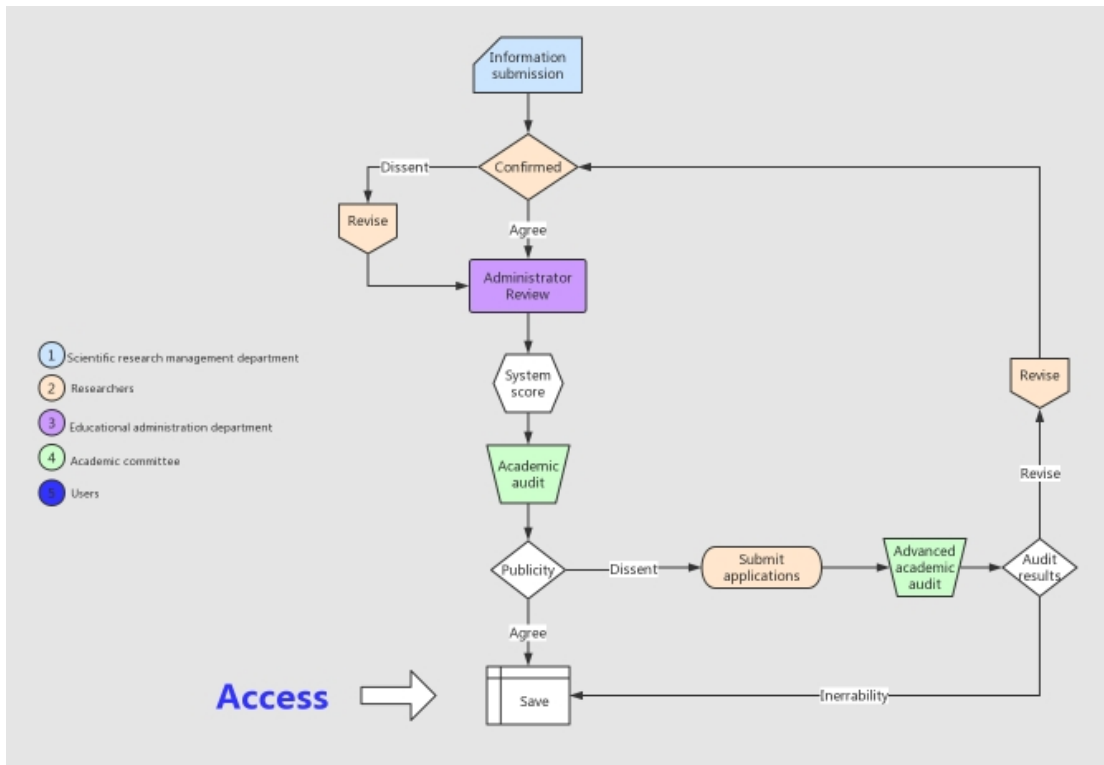 Information
submission
Dissent
Confirmed
Revise
Agree
Administrator
Review
1 Scientific research management department
2 Researchers
3 Educational administration department
4 Academic committee
5 Users
System
score
Revise
Academic
audit
Revise
Publicity
Dissent
Submit
applications
Advanced
academic
audit
Audit
results
Agree
Access
Save
Inerrability